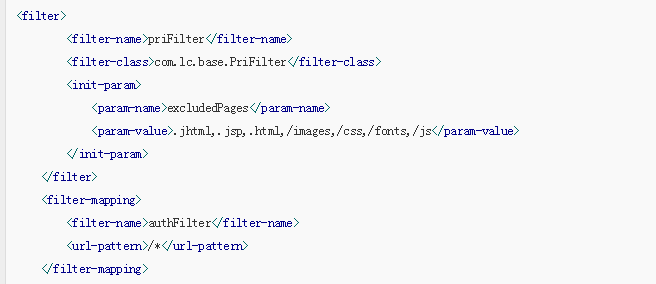 <filter>
<filter-name>priFilter</filter-name>
<filter-class>com.lc.base.PriFilter</filter-class>
<init-param>
<param-name>excludedPages</param-name>
<param-value>.jhtml,.jsp,.html,/images,/css,/fonts,/js</param-value>
</init-param>
</filter>
<filter-mapping>
<filter-name>authFilter</filter-name>
<url-pattern>/*</url-pattern>
</filter-mapping>